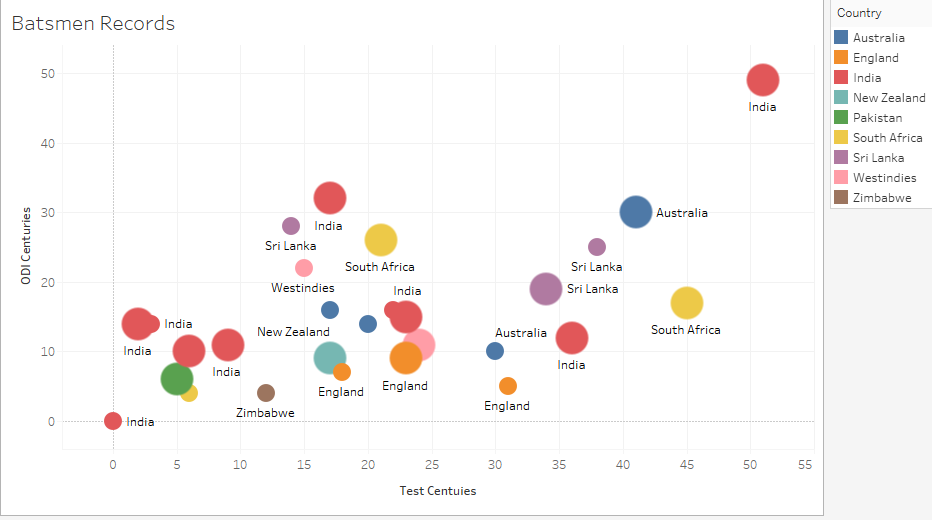 Batsmen Records
Country
Australia
England
India
New Zealand
Pakistan
South Africa
Sri Lanka
Westindies
Zimbabwe
ODI Centuries
50
40
30
20
10
0
India
India
Australia
Sri Lanka
South Africa
Sri Lanka
Westindies
India
Sri Lanka
South Africa
India
New Zealand
Australia
India
India
India
England
England
England
Zimbabwe
India
0
5
10
15
20
25
30
35
40
45
50
55
Test Centuies